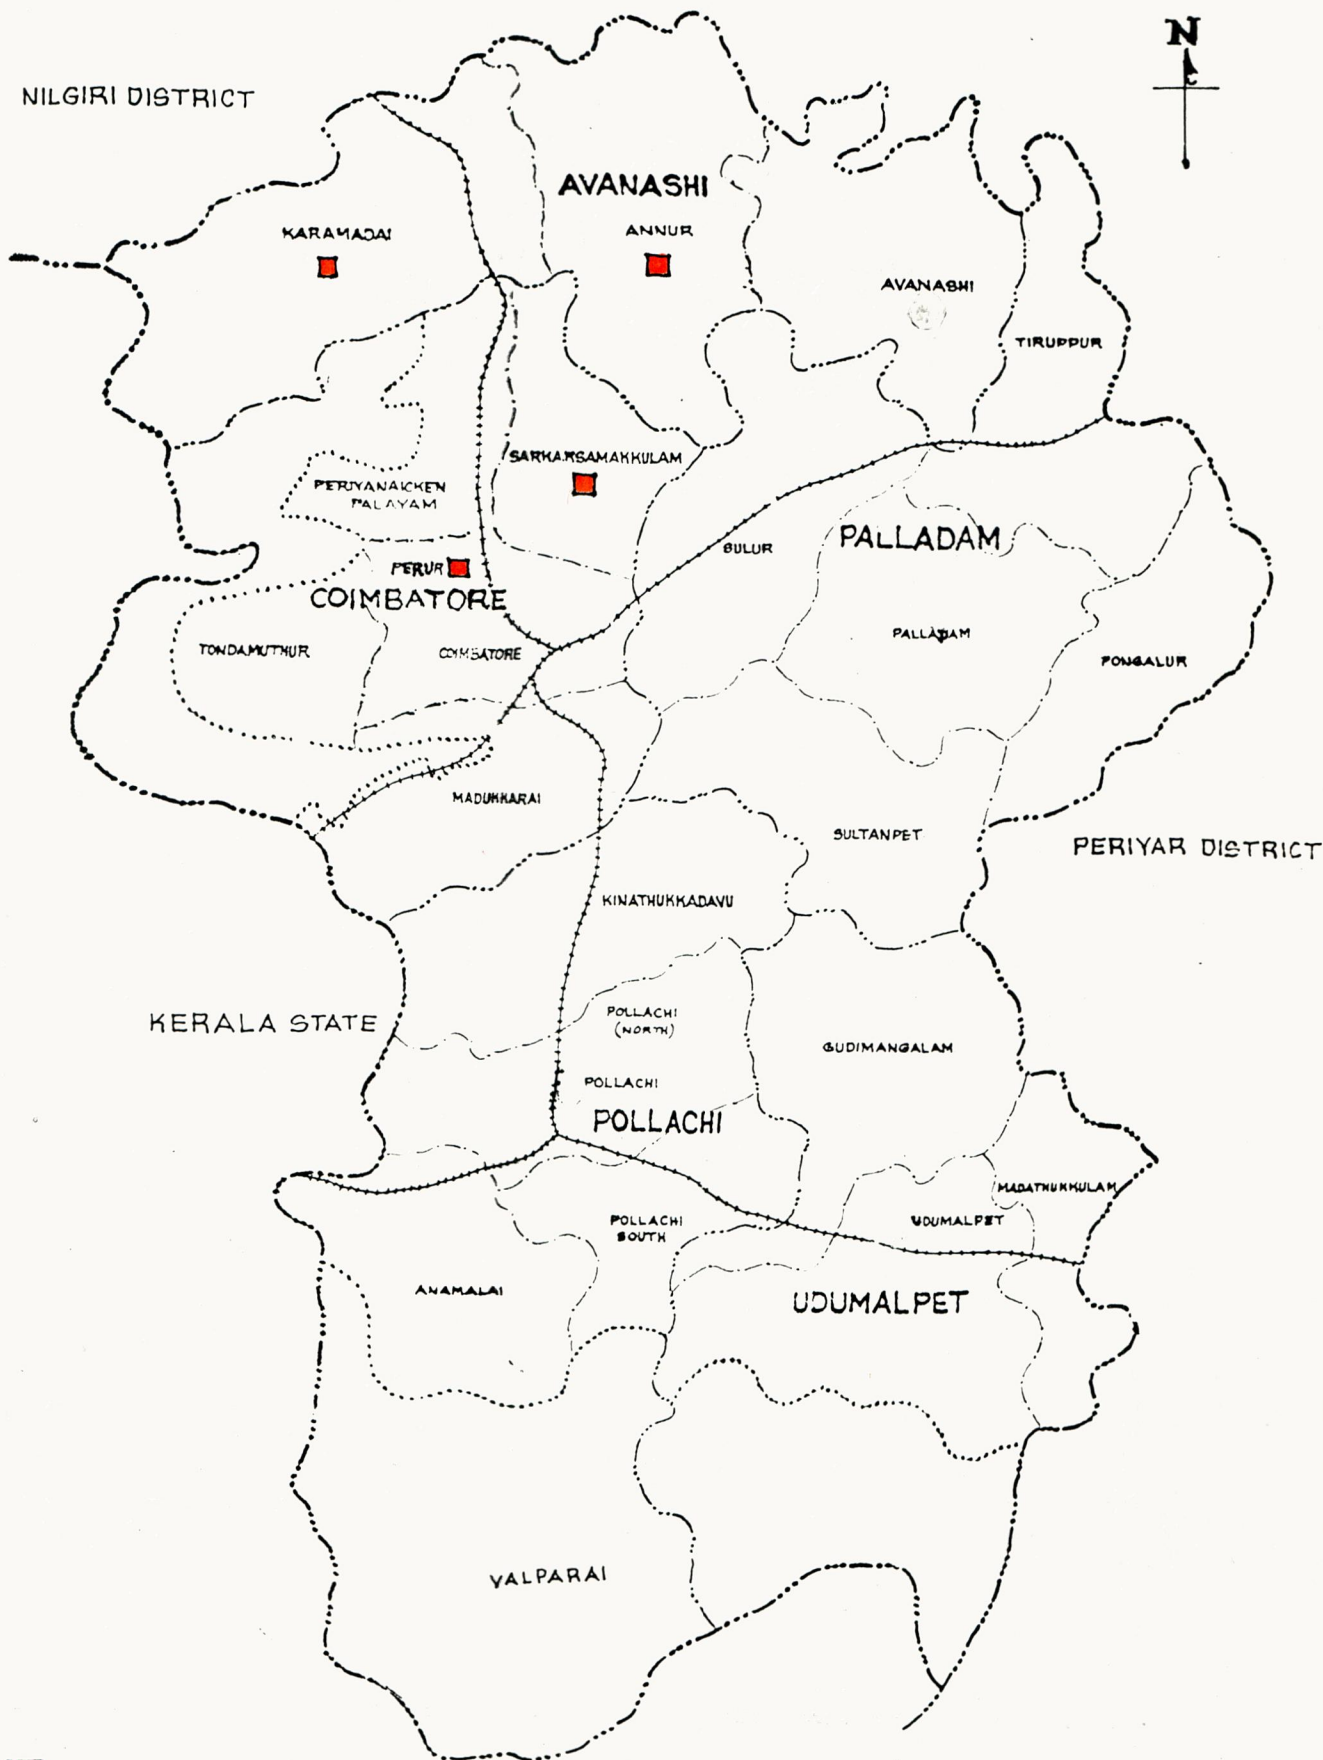 N
NILGIRI DISTRICT
AVANASHI
KARAMADAI
ANNUR
AVANASHI
TIRUPPUR
SARKARSAMAKKULAM
PERIYANAICKEN
PALAYAM
SULUR
PALLADAM
PERUR
COIMBATORE
TONDAMUTHUR
COIMBATORE
PALLADAM
PONGALUR
MADUKKARAI
SULTANPET
PERIYAR DISTRICT
KINATHUKKADAVU
KERALA STATE
POLLACHI
(NORTH)
GUDIMANGALAM
POLLACHI
POLLACHI
MADATHUKKULAM
POLLACHI
SOUTH
UDUMALPET
ANAMALAI
UDUMALPET
VALPARAI